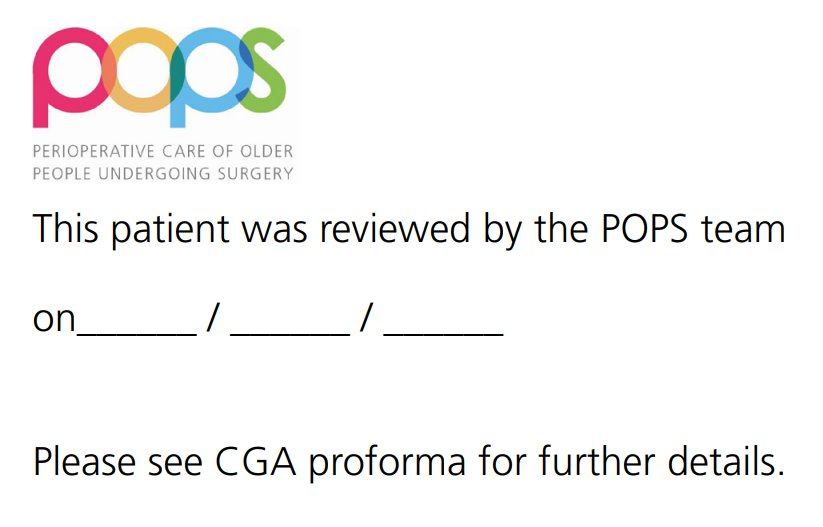 pops
PERIOPERATIVE CARE OF OLDER
PEOPLE UNDERGOING SURGERY
This patient was reviewed by the POPS team
on______ / ______ / ______
Please see CGA proforma for further details.